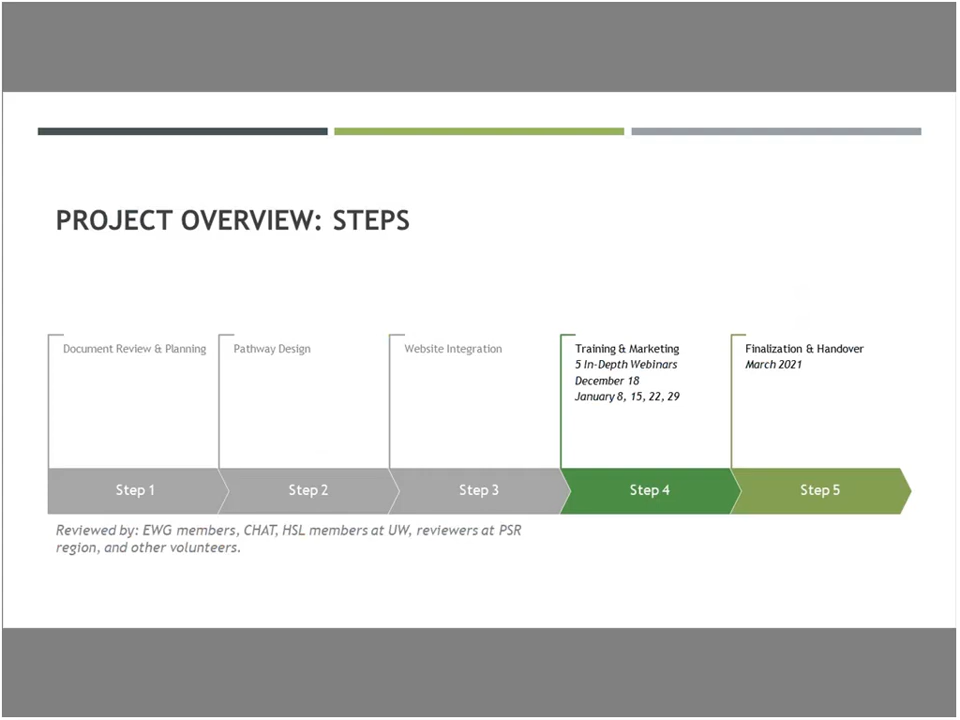 PROJECT OVERVIEW: STEPS
Document Review & Planning
Pathway Design
Website Integration
Training & Marketing
5 In-Depth Webinars
December 18
January 8, 15, 22, 29
Finalization & Handover
March 2021
Step 1
Step 2
Step 3
Step 4
Step 5
Reviewed by: EWG members, CHAT, HSL members at UW, reviewers at PSR
region, and other volunteers.